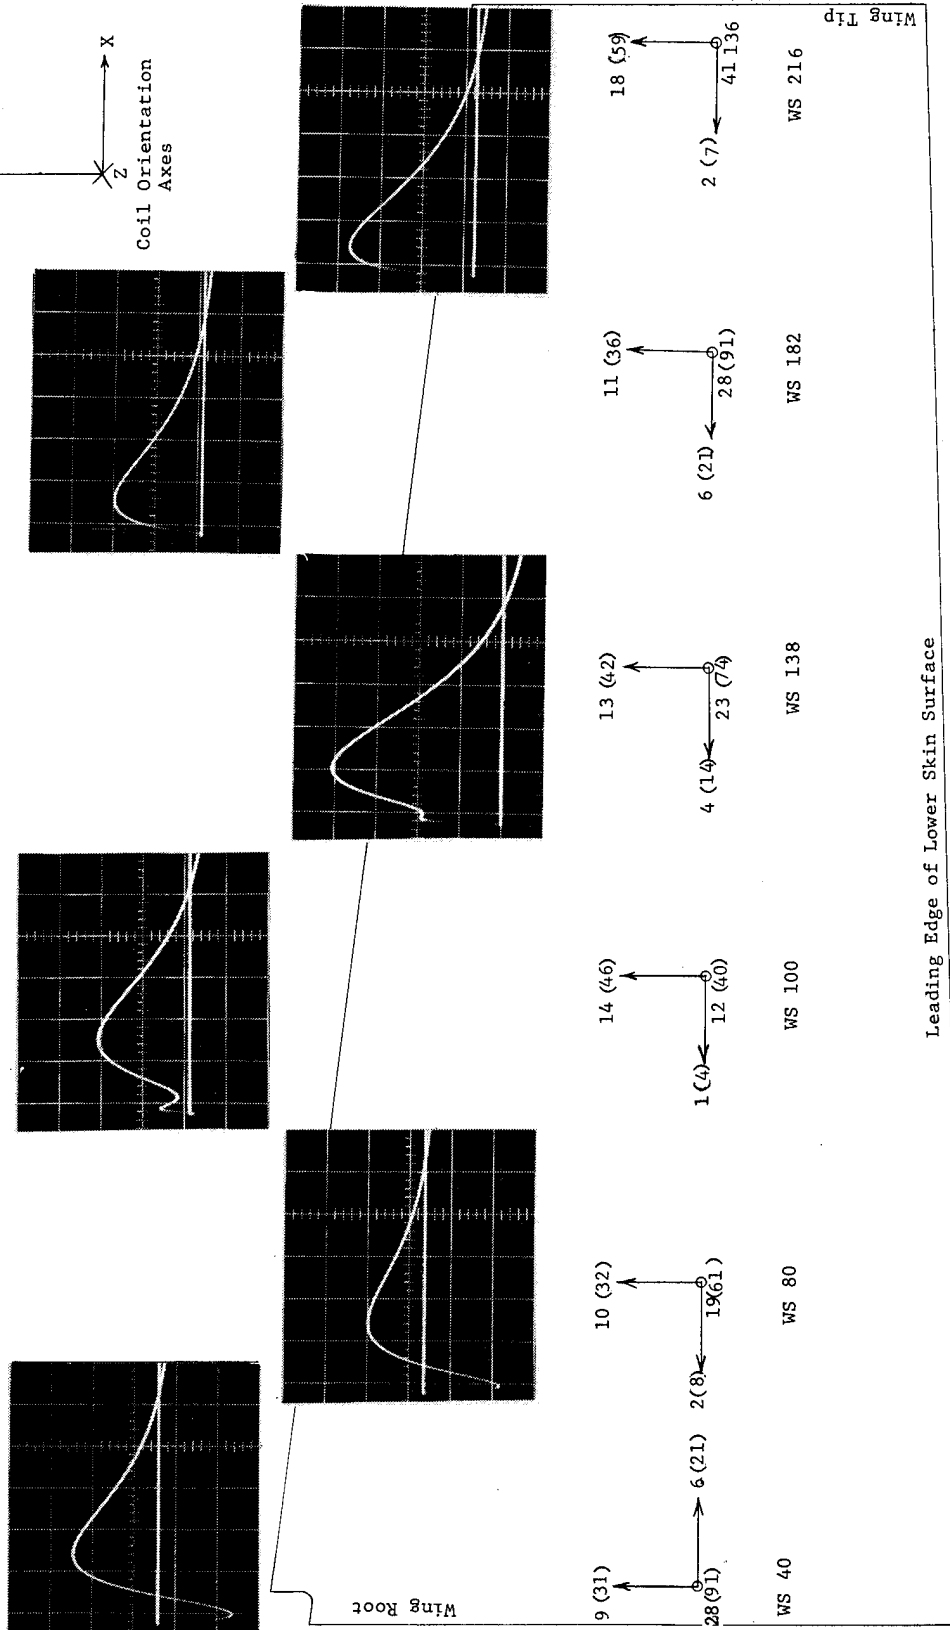 X
Z
Coil Orientation
Axes
18 (59)
2 (7)
41 136
WS 216
11 (36)
6 (21)
28 (91)
WS 182
13 (42)
4 (14)
23 (74)
WS 138
14 (46)
1 (4)
12 (40)
WS 100
10 (32)
2 (8)
19 (61)
WS 80
9 (31)
6 (21)
28 (91)
WS 40
Wing Root
Wing Tip
Leading Edge of Lower Skin Surface